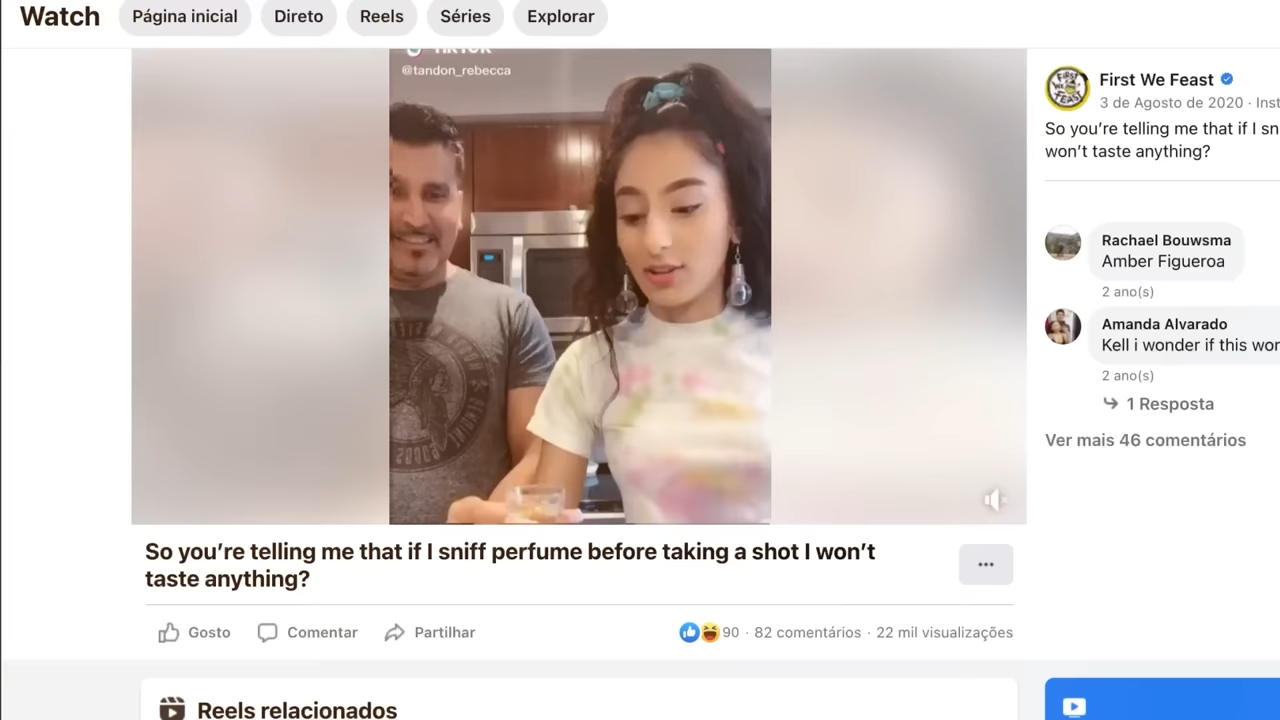 Watch
Página inicial
Direto
Reels
Séries
Explorar
@tandon_rebecca
First We Feast
3 de Agosto de 2020 ·
So you're telling me that if I
won't taste anything?
Rachael Bouwsma
Amber Figueroa
2 ano(s)
Amanda Alvarado
Kell i wonder if this
2 ano(s)
1 Resposta
Ver mais 46 comentários
So you're telling me that if I sniff perfume before taking a shot I won't
taste anything?
Gosto
Comentar
Partilhar
90 · 82 comentários · 22 mil visualizações
Reels relacionados